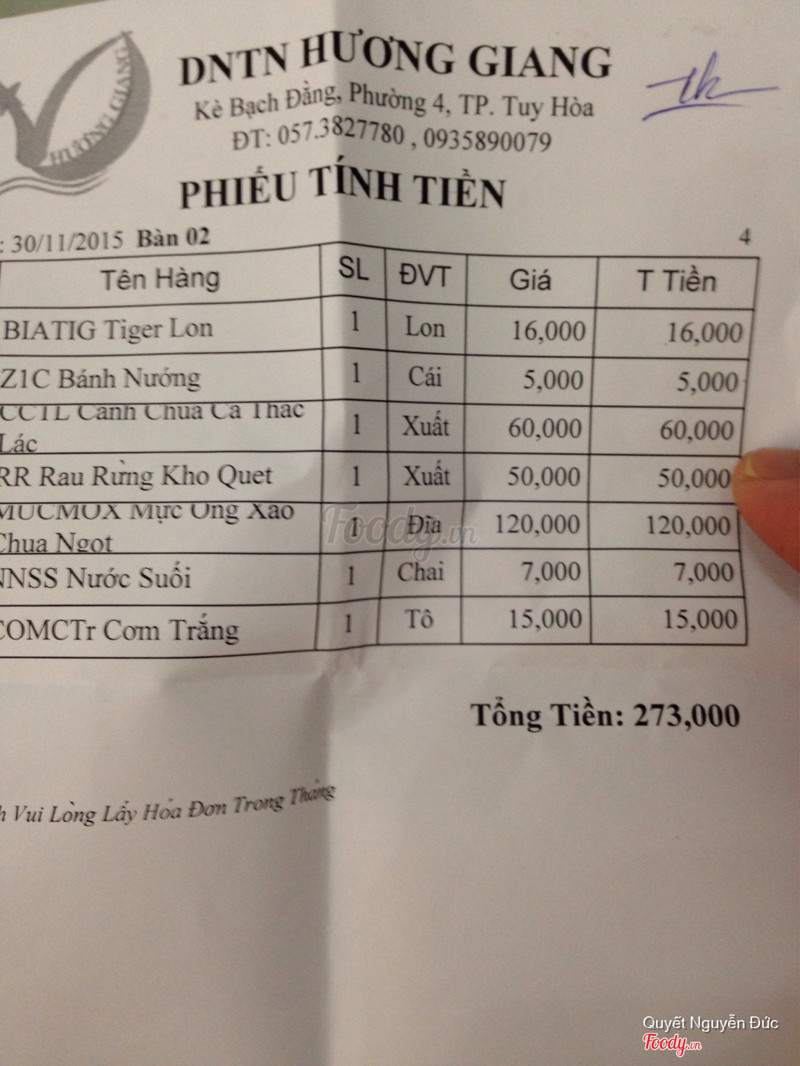 HƯƠNG GIANG
DNTN HƯƠNG GIANG
Kè Bạch Đằng, Phường 4, TP. Tuy Hòa
ĐT: 057.3827780 , 0935890079
PHIẾU TÍNH TIỀN
: 30/11/2015 Bàn 02 4
Tên Hàng SL ĐVT Giá T Tiền
BIATIG Tiger Lon 1 Lon 16,000 16,000
Z1C Bánh Nướng 1 Cái 5,000 5,000
CCTL Canh Chua Cá Thác
Lác 1 Xuất 60,000 60,000
RR Rau Rừng Kho Quet 1 Xuất 50,000 50,000
MUCMOX Mực Ống Xào
Chua Ngọt 1 Đĩa 120,000 120,000
NNSS Nước Suối 1 Chai 7,000 7,000
COMCTr Cơm Trắng 1 Tô 15,000 15,000
Tổng Tiền: 273,000
h Vui Lòng Lấy Hóa Đơn Trong Tháng
Foody.vn
Quyết Nguyễn Đức
Foody.vn